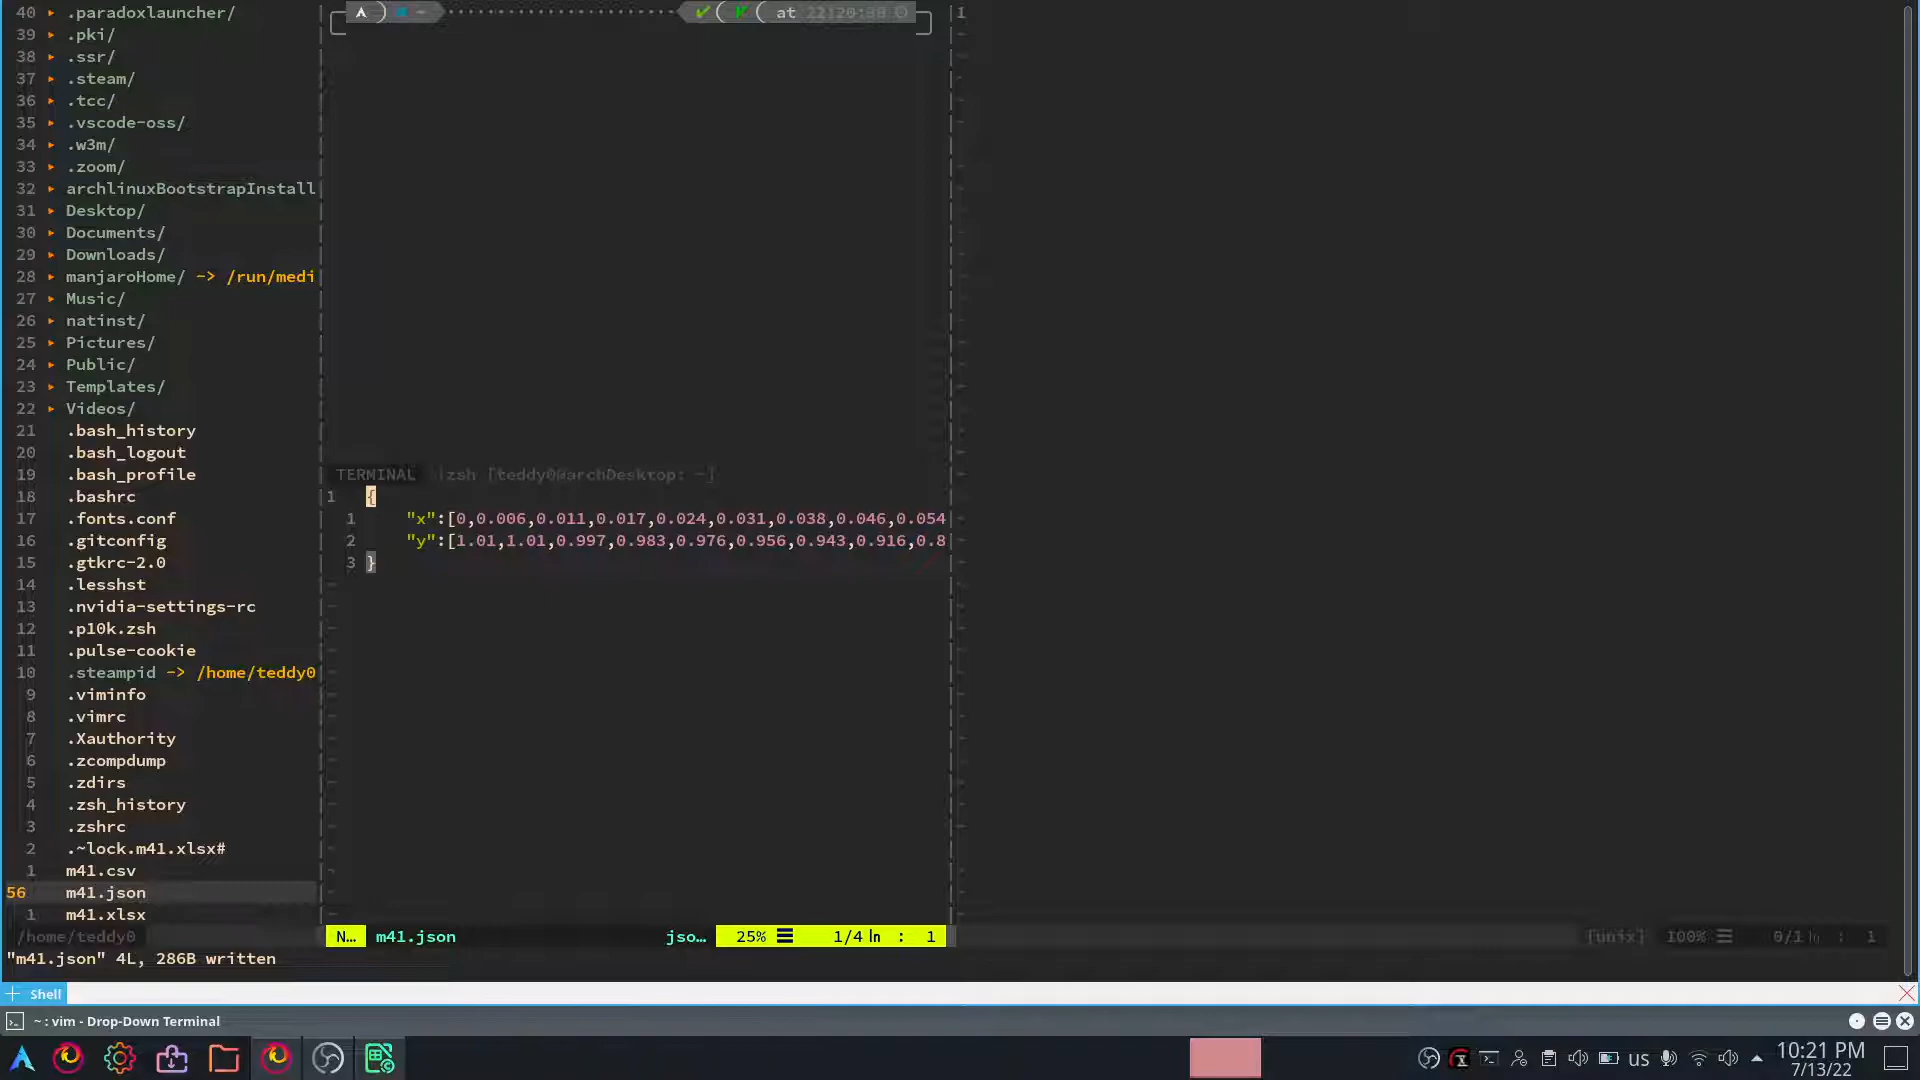 40 ▸ .paradoxlauncher/
39 ▸ .pki/
38 ▸ .ssr/
37 ▸ .steam/
36 ▸ .tcc/
35 ▸ .vscode-oss/
34 ▸ .w3m/
33 ▸ .zoom/
32 ▸ archlinuxBootstrapInstall
31 ▸ Desktop/
30 ▸ Documents/
29 ▸ Downloads/
28 ▸ manjaroHome/ -> /run/medi
27 ▸ Music/
26 ▸ natinst/
25 ▸ Pictures/
24 ▸ Public/
23 ▸ Templates/
22 ▸ Videos/
21 .bash_history
20 .bash_logout
19 .bash_profile
18 .bashrc
17 .fonts.conf
16 .gitconfig
15 .gtkrc-2.0
14 .lesshst
13 .nvidia-settings-rc
12 .p10k.zsh
11 .pulse-cookie
10 .steampid -> /home/teddy0
9 .viminfo
8 .vimrc
7 .Xauthority
6 .zcompdump
5 .zdirs
4 .zsh_history
3 .zshrc
2 .~lock.m41.xlsx#
1 m41.csv
56 m41.json
1 m41.xlsx
/home/teddy0
~ at
TERMINAL zsh [teddy0@archDesktop: ~]
1 {
1 "x":[0,0.006,0.011,0.017,0.024,0.031,0.038,0.046,0.054
2 "y":[1.01,1.01,0.997,0.983,0.976,0.956,0.943,0.916,0.8
3 }
N… m41.json jso… 25% ☰ 1/4 ln : 1
1
[unix] 100% ☰ 0/1 ln : 1
"m41.json" 4L, 286B written
Shell
~ : vim - Drop-Down Terminal
us
10:21 PM
7/13/22